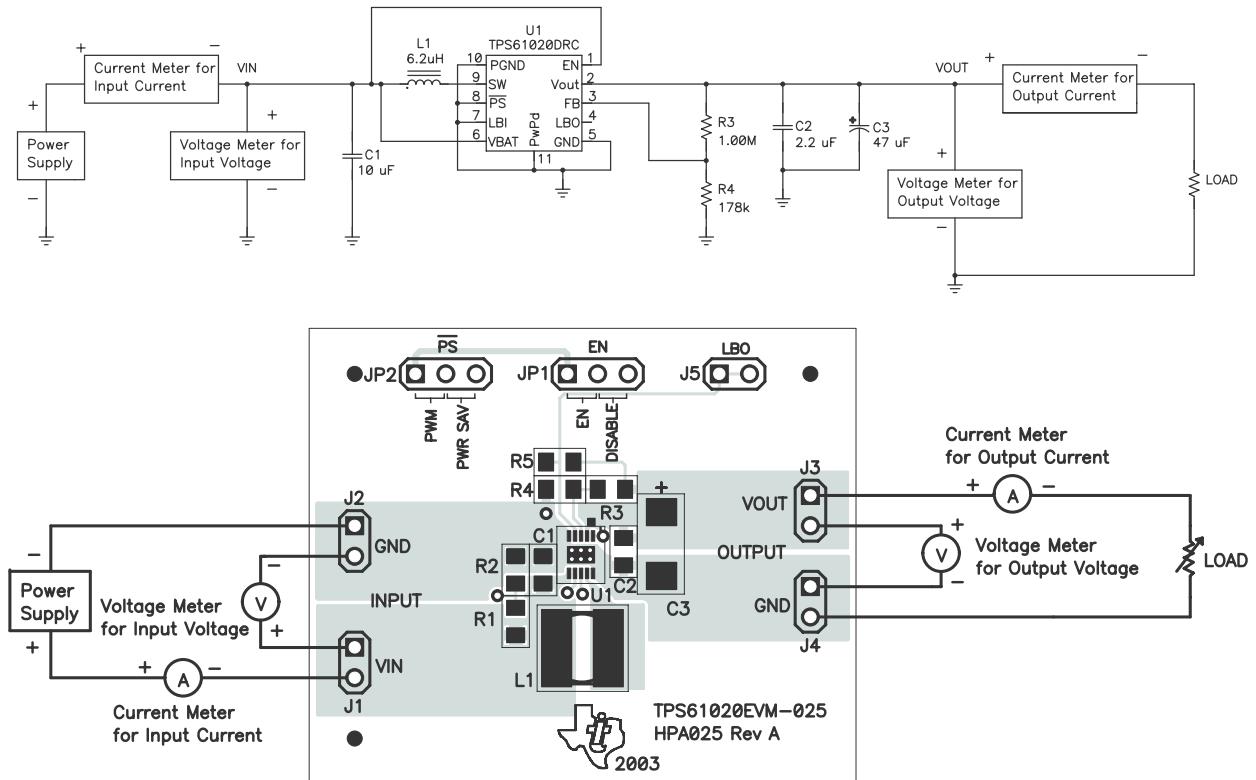 U1
TPS61020DRC
L1
6.2uH
+
−
Current Meter for
Input Current
VIN
10
PGND
EN
1
9
SW
Vout
2
8
PS
FB
3
7
LBI
LBO
4
6
VBAT
GND
5
PwPd
11
VOUT
+
−
Current Meter for
Output Current
+
Power
Supply
−
+
Voltage Meter for
Input Voltage
−
C1
10 uF
R3
1.00M
R4
178k
C2
2.2 uF
+
C3
47 uF
+
Voltage Meter for
Output Voltage
−
LOAD
PS
EN
LBO
JP2
JP1
J5
PWM
PWR SAV
EN
DISABLE
R5
R4
R3
+
J2
GND
C1
R2
R1
INPUT
U1
C2
C3
L1
VIN
J1
J3
VOUT
OUTPUT
GND
J4
−
Power
Supply
+
−
Voltage Meter
for Input Voltage
V
+
+
A
−
Current Meter
for Input Current
Current Meter
for Output Current
+
A
−
+
V
−
Voltage Meter
for Output Voltage
LOAD
TPS61020EVM−025
HPA025 Rev A
2003